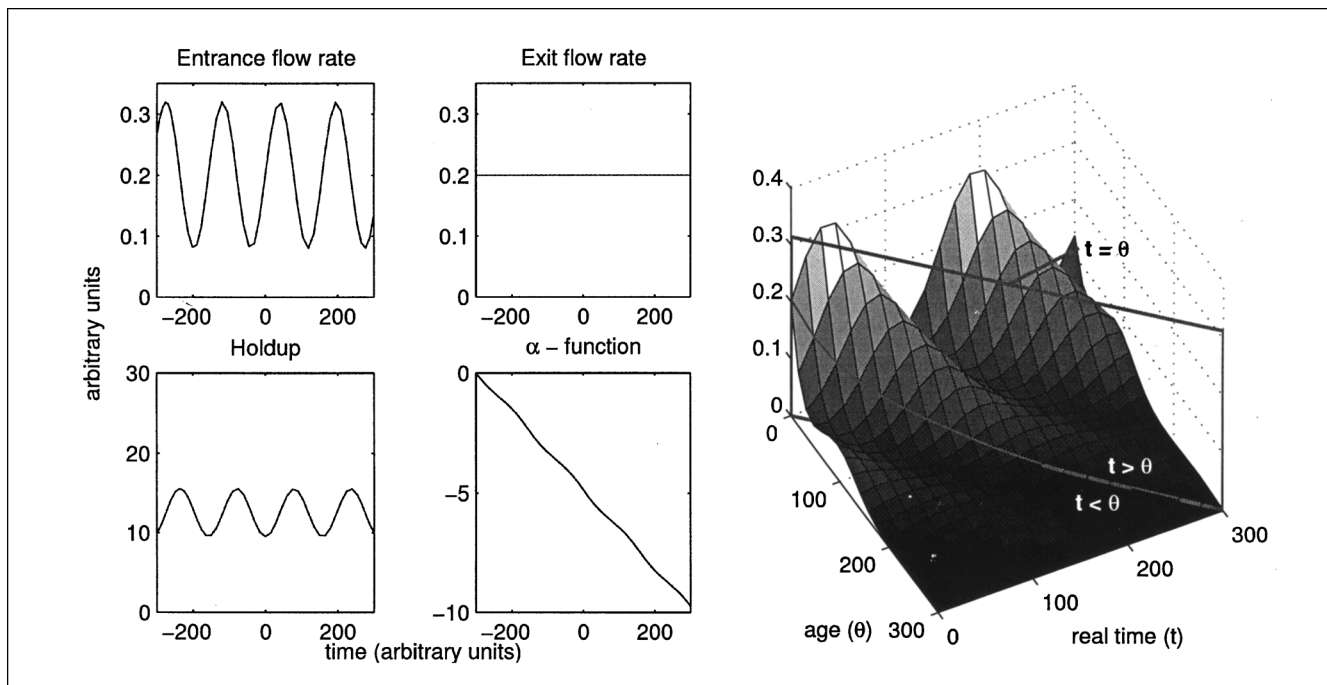 Entrance flow rate
0.3
0.2
0.1
0
−200 0 200
Exit flow rate
0.3
0.2
0.1
0
−200 0 200
arbitrary units
Holdup
30
20
10
0
−200 0 200
α − function
0
−5
−10
−200 0 200
time (arbitrary units)
0.4
0.3
0.2
0.1
0
0
100
200
300
age (θ)
0
100
200
300
real time (t)
t = θ
t > θ
t < θ